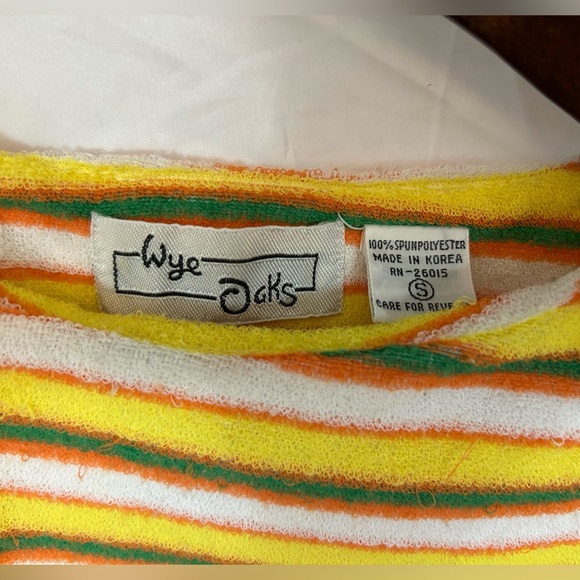 Wye
Oaks
100% SPUNPOLYESTER
MADE IN KOREA
RN-26015
S
CARE FOR REVE